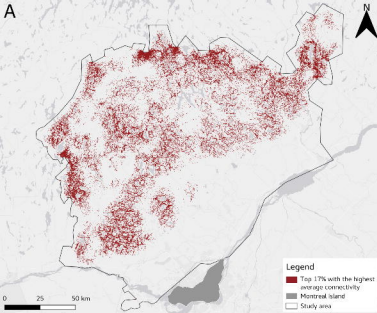 A
N
Legend
Top 17% with the highest
average connectivity
Montreal Island
Study area
0 25 50 km